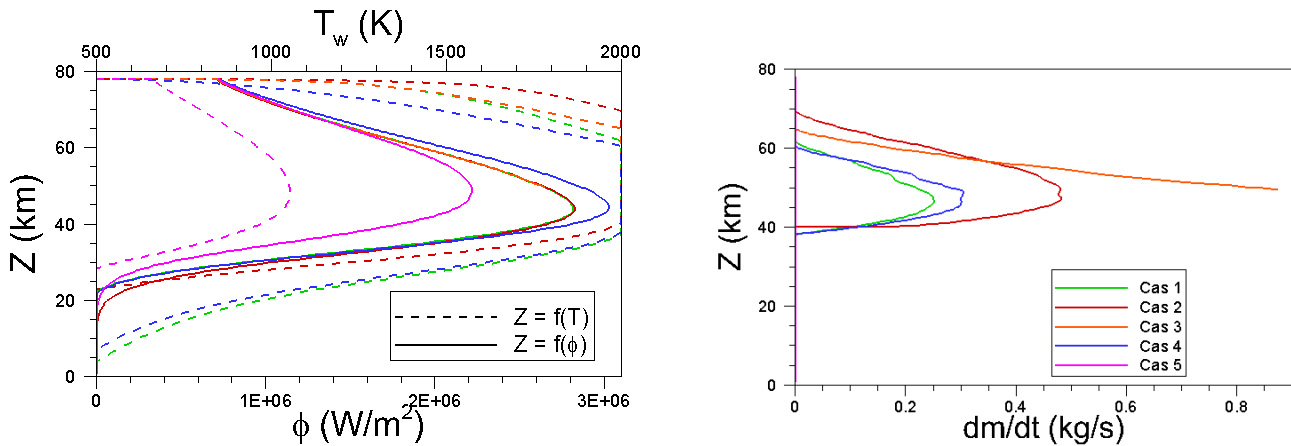 T_w (K)
500 1000 1500 2000
80
60
40
20
0
Z (km)
Z = f(T)
Z = f(ϕ)
0 1E+06 2E+06 3E+06
ϕ (W/m²)
80
60
40
20
0
Z (km)
Cas 1
Cas 2
Cas 3
Cas 4
Cas 5
0 0.2 0.4 0.6 0.8
dm/dt (kg/s)